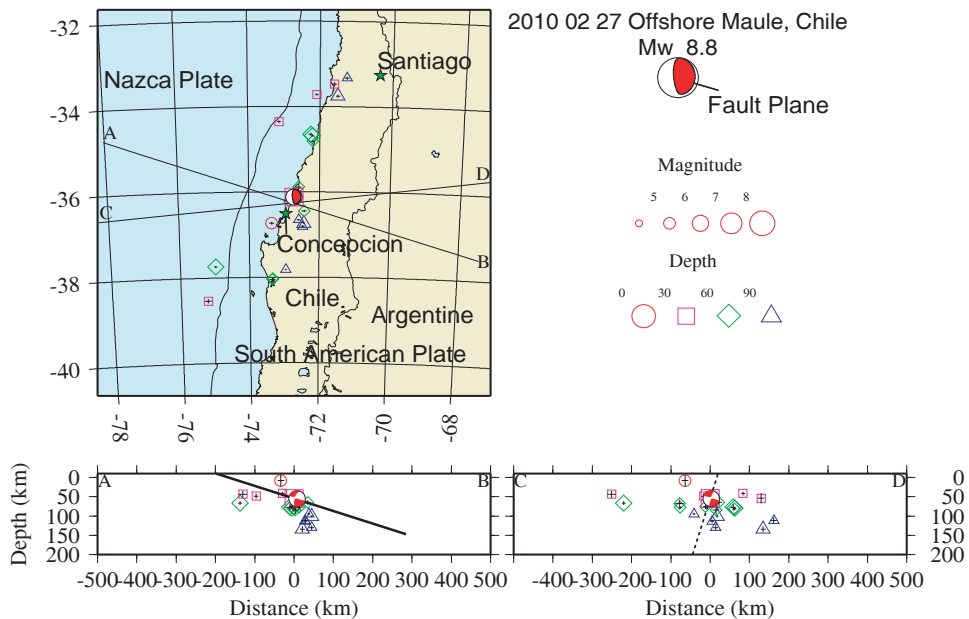 2010 02 27 Offshore Maule, Chile
Mw 8.8
Fault Plane
Magnitude
5 6 7 8
Depth
0 30 60 90
-32
-34
-36
-38
-40
-78 -76 -74 -72 -70 -68
Nazca Plate
Santiago
A
D
C
B
Concepcion
Chile
Argentine
South American Plate
A B
0
50
100
150
200
Depth (km)
-500 -400 -300 -200 -100 0 100 200 300 400 500
Distance (km)
C D
0
50
100
150
200
-400 -300 -200 -100 0 100 200 300 400 500
Distance (km)